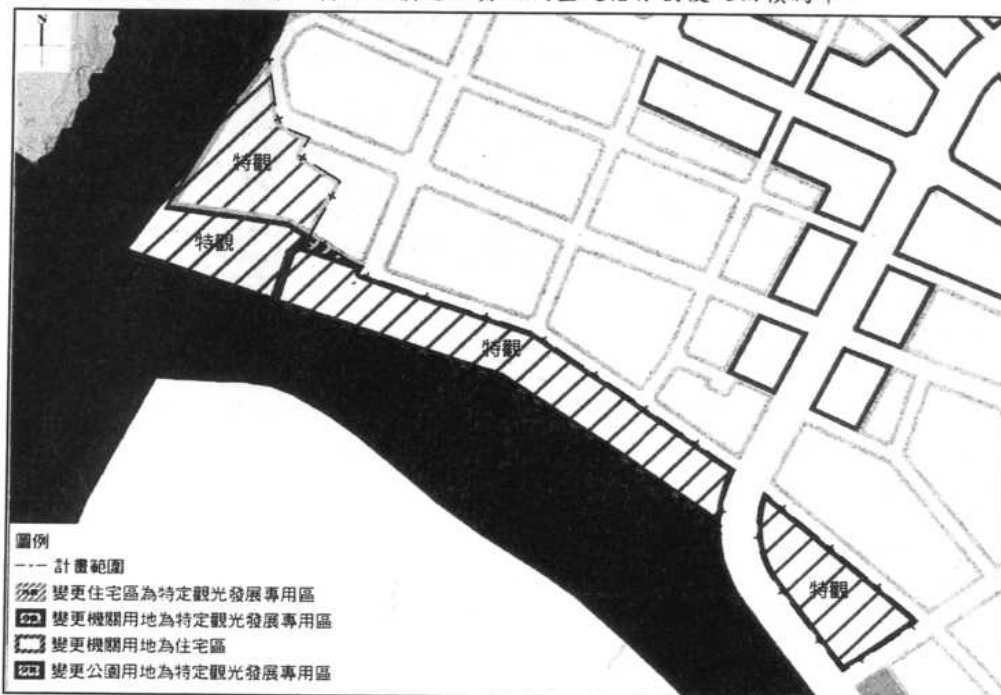 N
特觀
特觀
特觀
特觀
圖例
計畫範圍
變更住宅區為特定觀光發展專用區
變更機關用地為特定觀光發展專用區
變更機關用地為住宅區
變更公園用地為特定觀光發展專用區